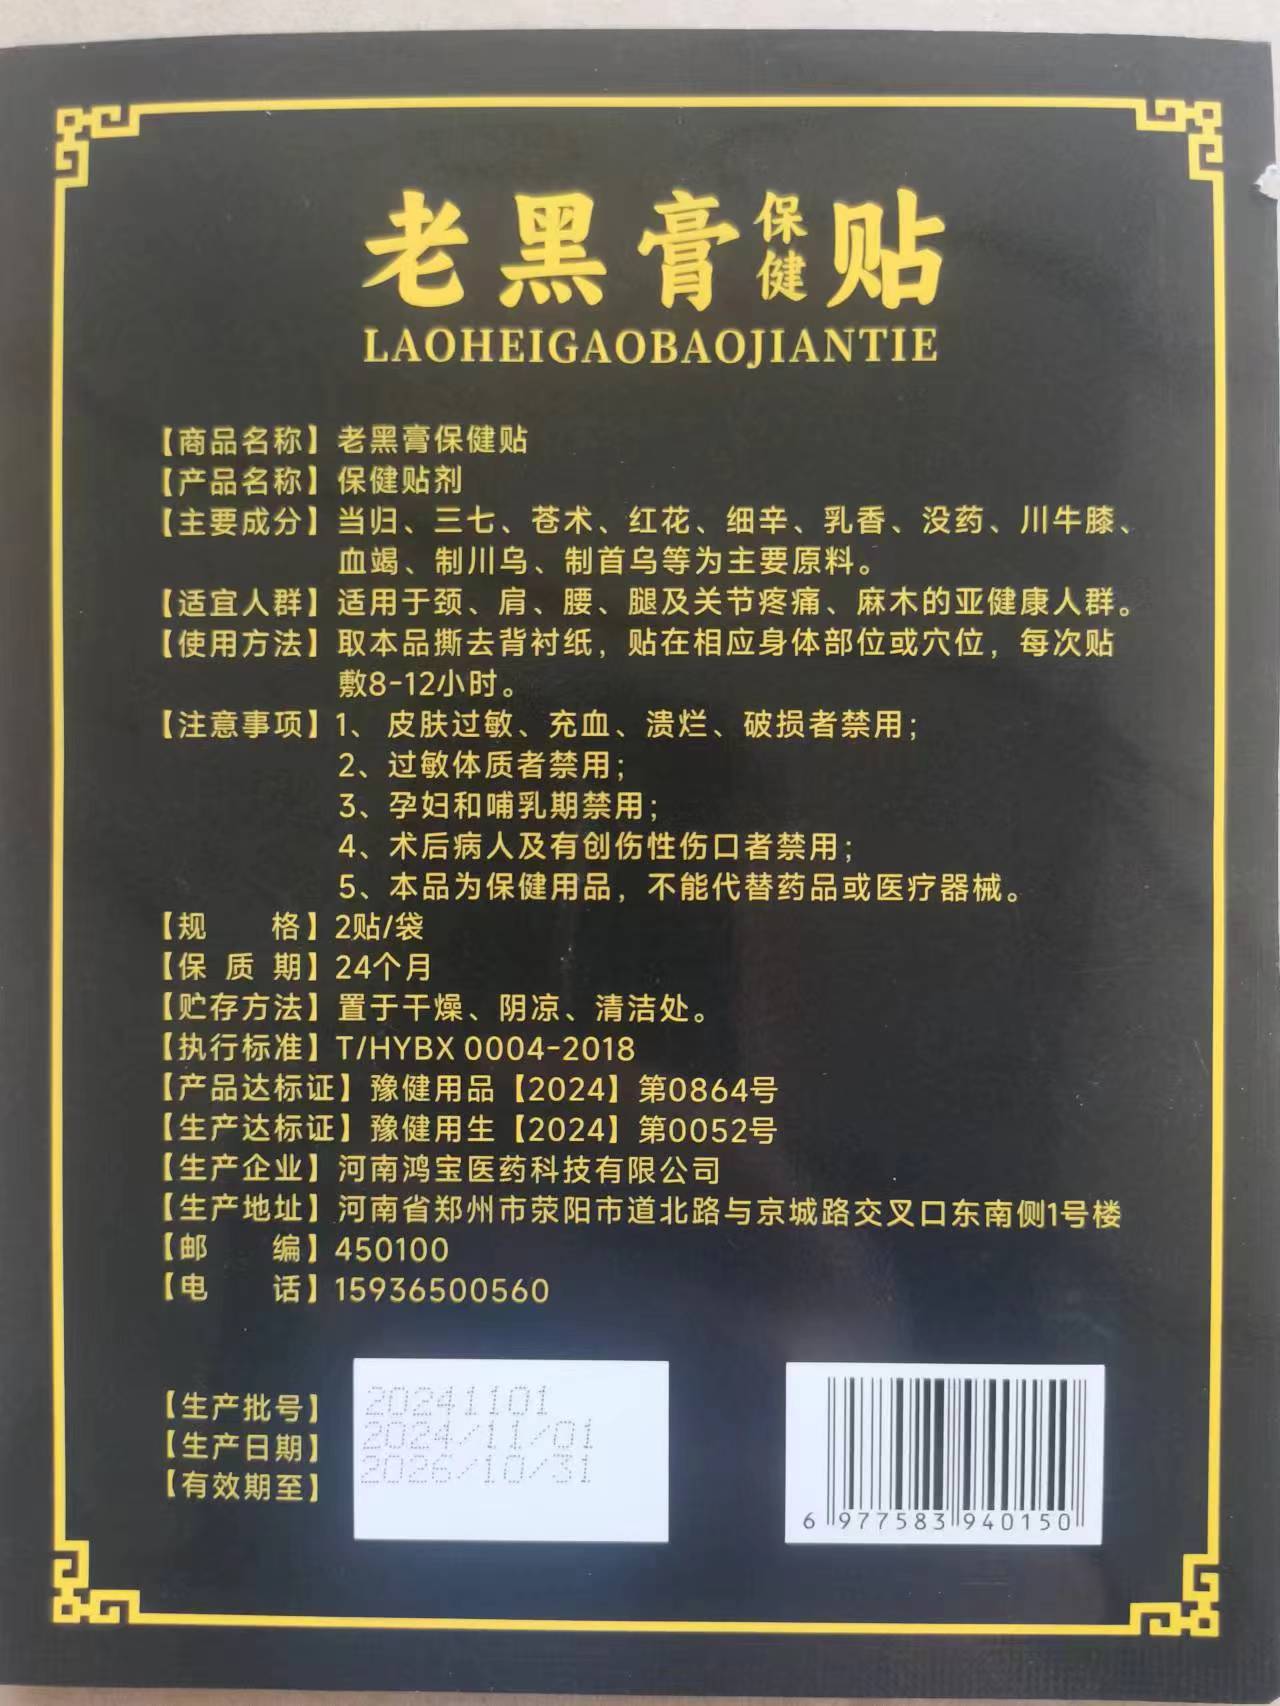 老黑膏保健贴
LAOHEIGAOBAOJIANTIE
【商品名称】老黑膏保健贴
【产品名称】保健贴剂
【主要成分】当归、三七、苍术、红花、细辛、乳香、没药、川牛膝、
血竭、制川乌、制首乌等为主要原料。
【适宜人群】适用于颈、肩、腰、腿及关节疼痛、麻木的亚健康人群。
【使用方法】取本品撕去背衬纸，贴在相应身体部位或穴位，每次贴
敷8-12小时。
【注意事项】1、皮肤过敏、充血、溃烂、破损者禁用；
2、过敏体质者禁用；
3、孕妇和哺乳期禁用；
4、术后病人及有创伤性伤口者禁用；
5、本品为保健用品，不能代替药品或医疗器械。
【规 格】2贴/袋
【保 质 期】24个月
【贮存方法】置于干燥、阴凉、清洁处。
【执行标准】T/HYBX 0004-2018
【产品达标证】豫健用品【2024】第0864号
【生产达标证】豫健用生【2024】第0052号
【生产企业】河南鸿宝医药科技有限公司
【生产地址】河南省郑州市荥阳市道北路与京城路交叉口东南侧1号楼
【邮 编】450100
【电 话】15936500560
【生产批号】20241101
【生产日期】2024/11/01
【有效期至】2026/10/31
6 977583 940150